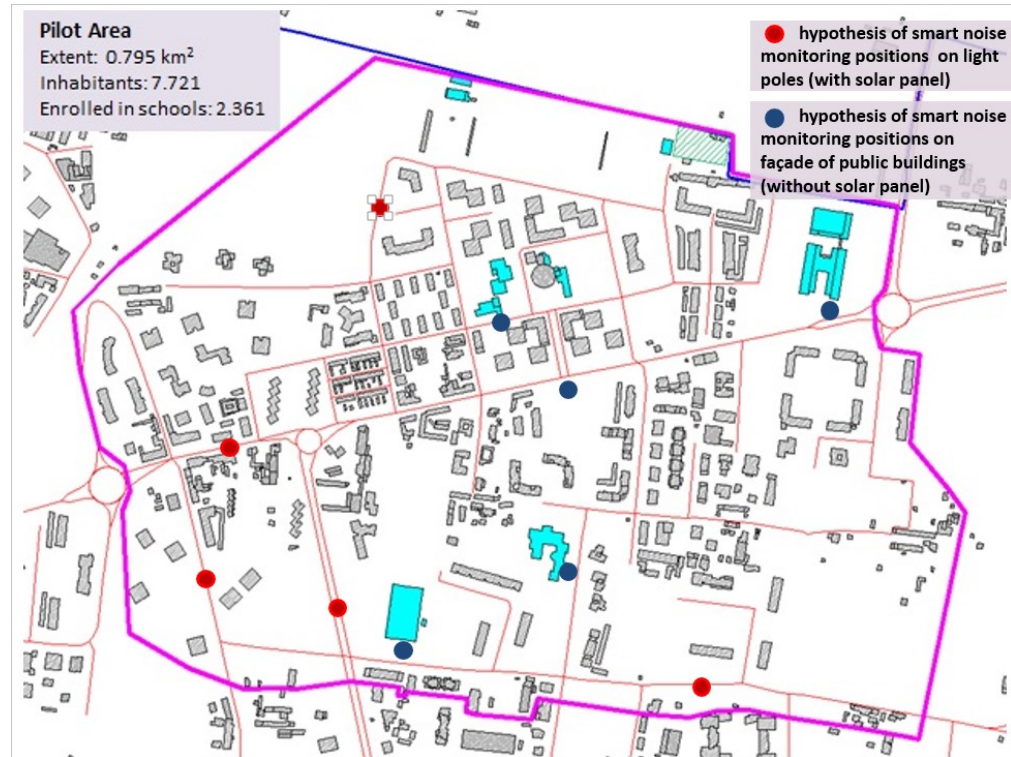 Pilot Area
Extent: 0.795 km²
Inhabitants: 7.721
Enrolled in schools: 2.361
hypothesis of smart noise
monitoring positions on light
poles (with solar panel)
hypothesis of smart noise
monitoring positions on
façade of public buildings
(without solar panel)